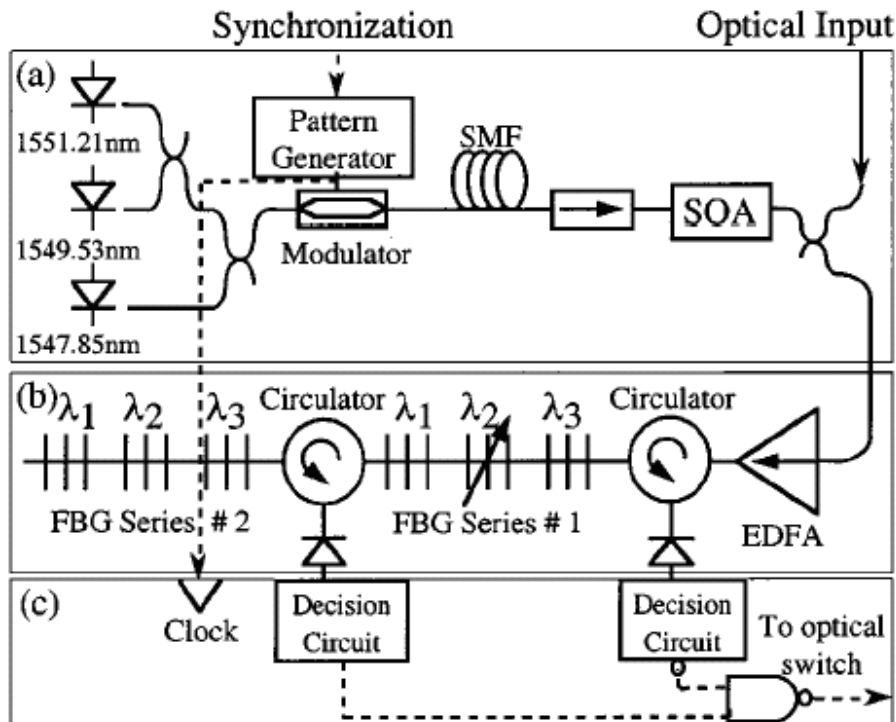 Synchronization
Optical Input
(a)
1551.21nm
1549.53nm
1547.85nm
Pattern
Generator
Modulator
SMF
SOA
(b)
λ1 λ2 λ3
Circulator
λ1 λ2 λ3
Circulator
FBG Series # 2
FBG Series # 1
EDFA
(c)
Clock
Decision
Circuit
Decision
Circuit
To optical
switch